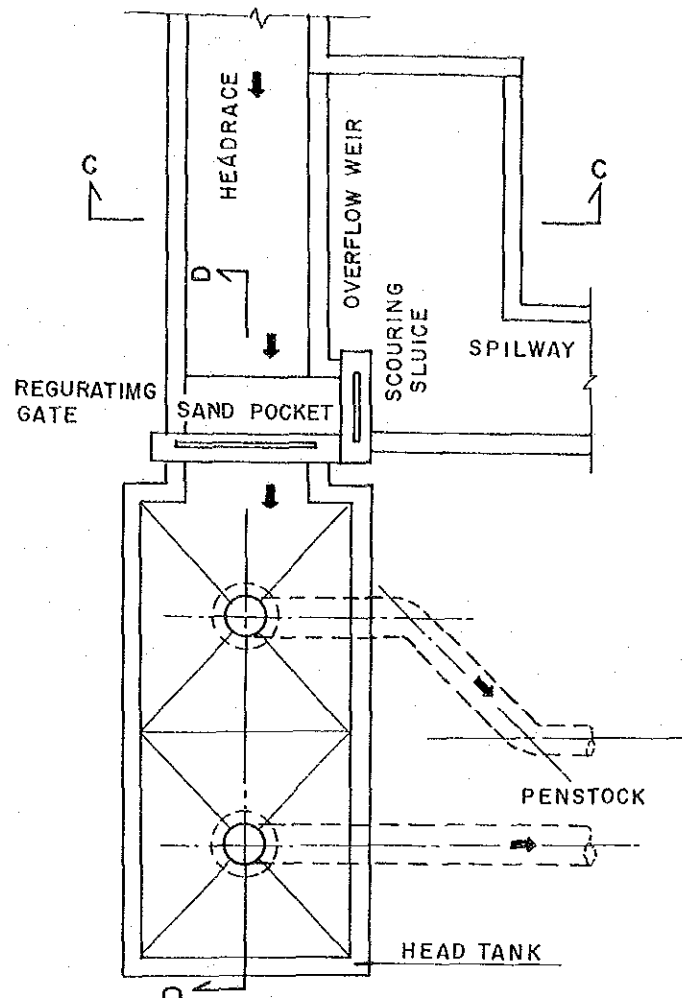 HEADRACE
OVERFLOW WEIR
C
C
D
SCOURING
SLUICE
SPILWAY
REGURATIMG
GATE
SAND POCKET
PENSTOCK
HEAD TANK
D